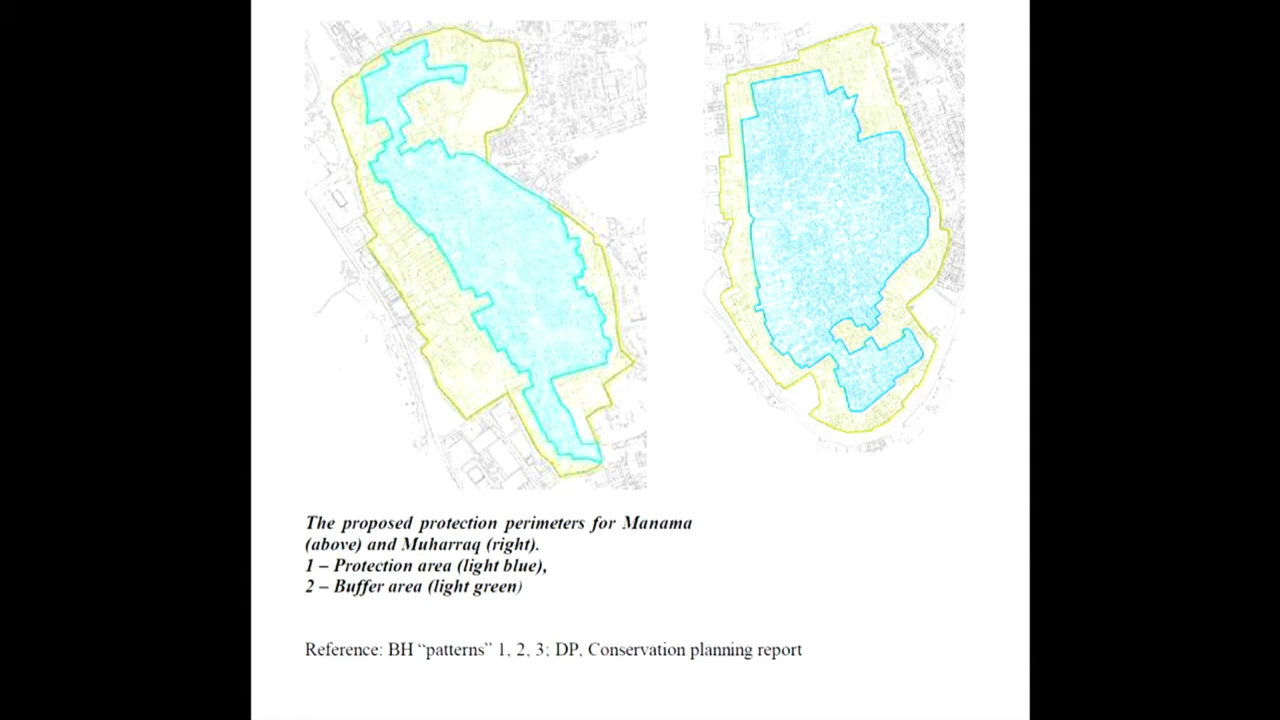 The proposed protection perimeters for Manama
(above) and Muharraq (right).
1 – Protection area (light blue),
2 – Buffer area (light green)
Reference: BH “patterns” 1, 2, 3; DP, Conservation planning report